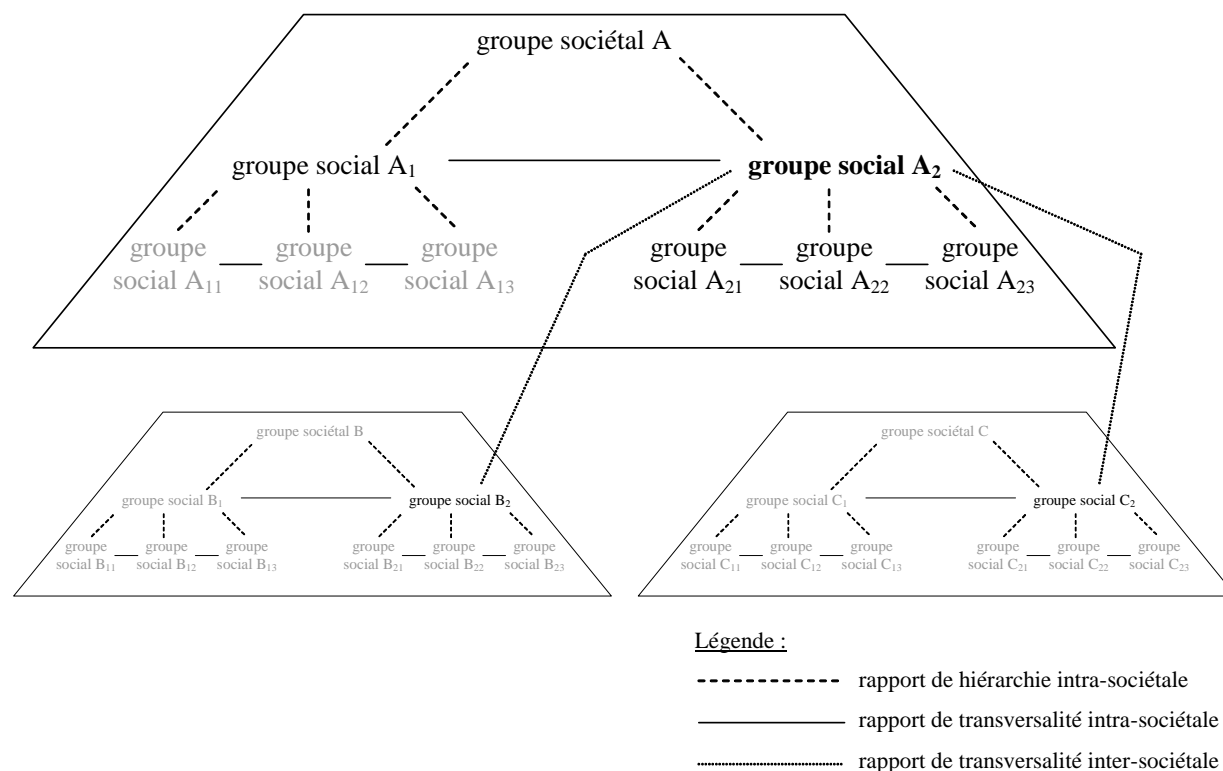 groupe sociétal A
groupe social A₁
groupe social A₂
groupe groupe groupe
social A₁₁ social A₁₂ social A₁₃
groupe groupe groupe
social A₂₁ social A₂₂ social A₂₃
groupe sociétal B
groupe social B₁
groupe social B₂
groupe groupe groupe
social B₁₁ social B₁₂ social B₁₃
groupe groupe groupe
social B₂₁ social B₂₂ social B₂₃
groupe sociétal C
groupe social C₁
groupe social C₂
groupe groupe groupe
social C₁₁ social C₁₂ social C₁₃
groupe groupe groupe
social C₂₁ social C₂₂ social C₂₃
Légende :
rapport de hiérarchie intra-sociétale
rapport de transversalité intra-sociétale
rapport de transversalité inter-sociétale